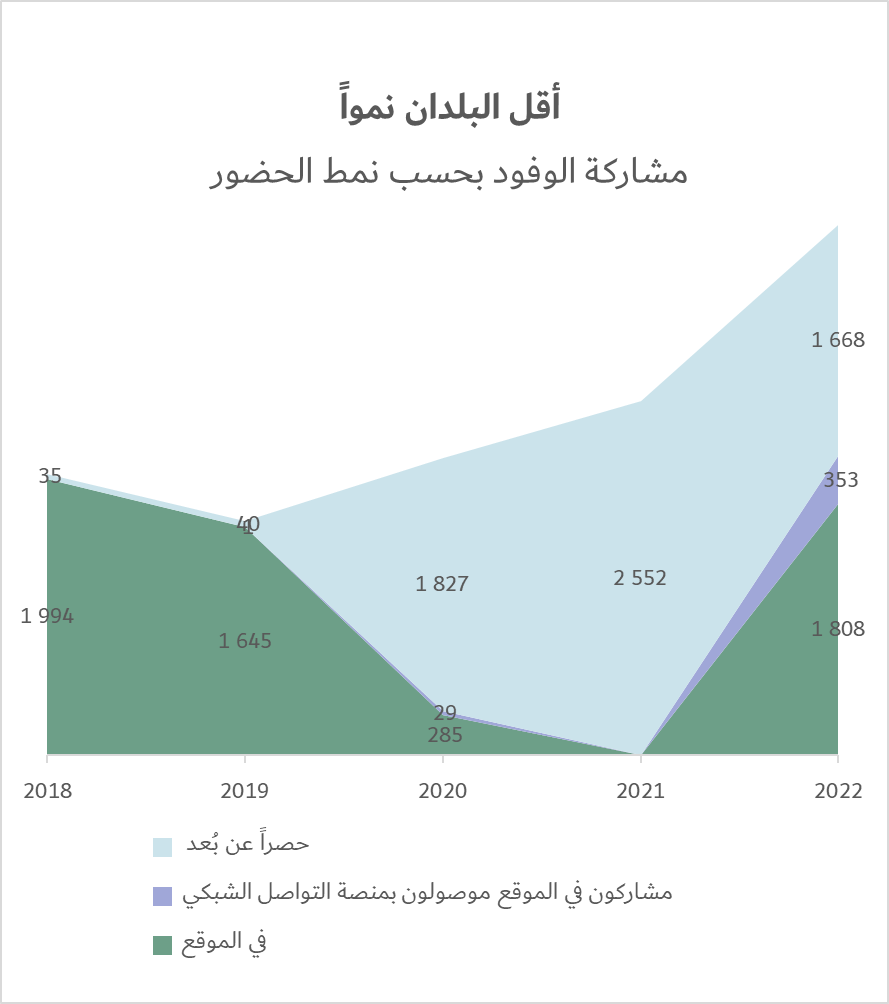 أقل البلدان نمواً
مشاركة الوفود بحسب نمط الحضور
1 668
35
353
40
1
1 827
2 552
1 994
1 645
1 808
29
285
2018 2019 2020 2021 2022
حصراً عن بُعد
مشاركون في الموقع موصولون بمنصة التواصل الشبكي
في الموقع